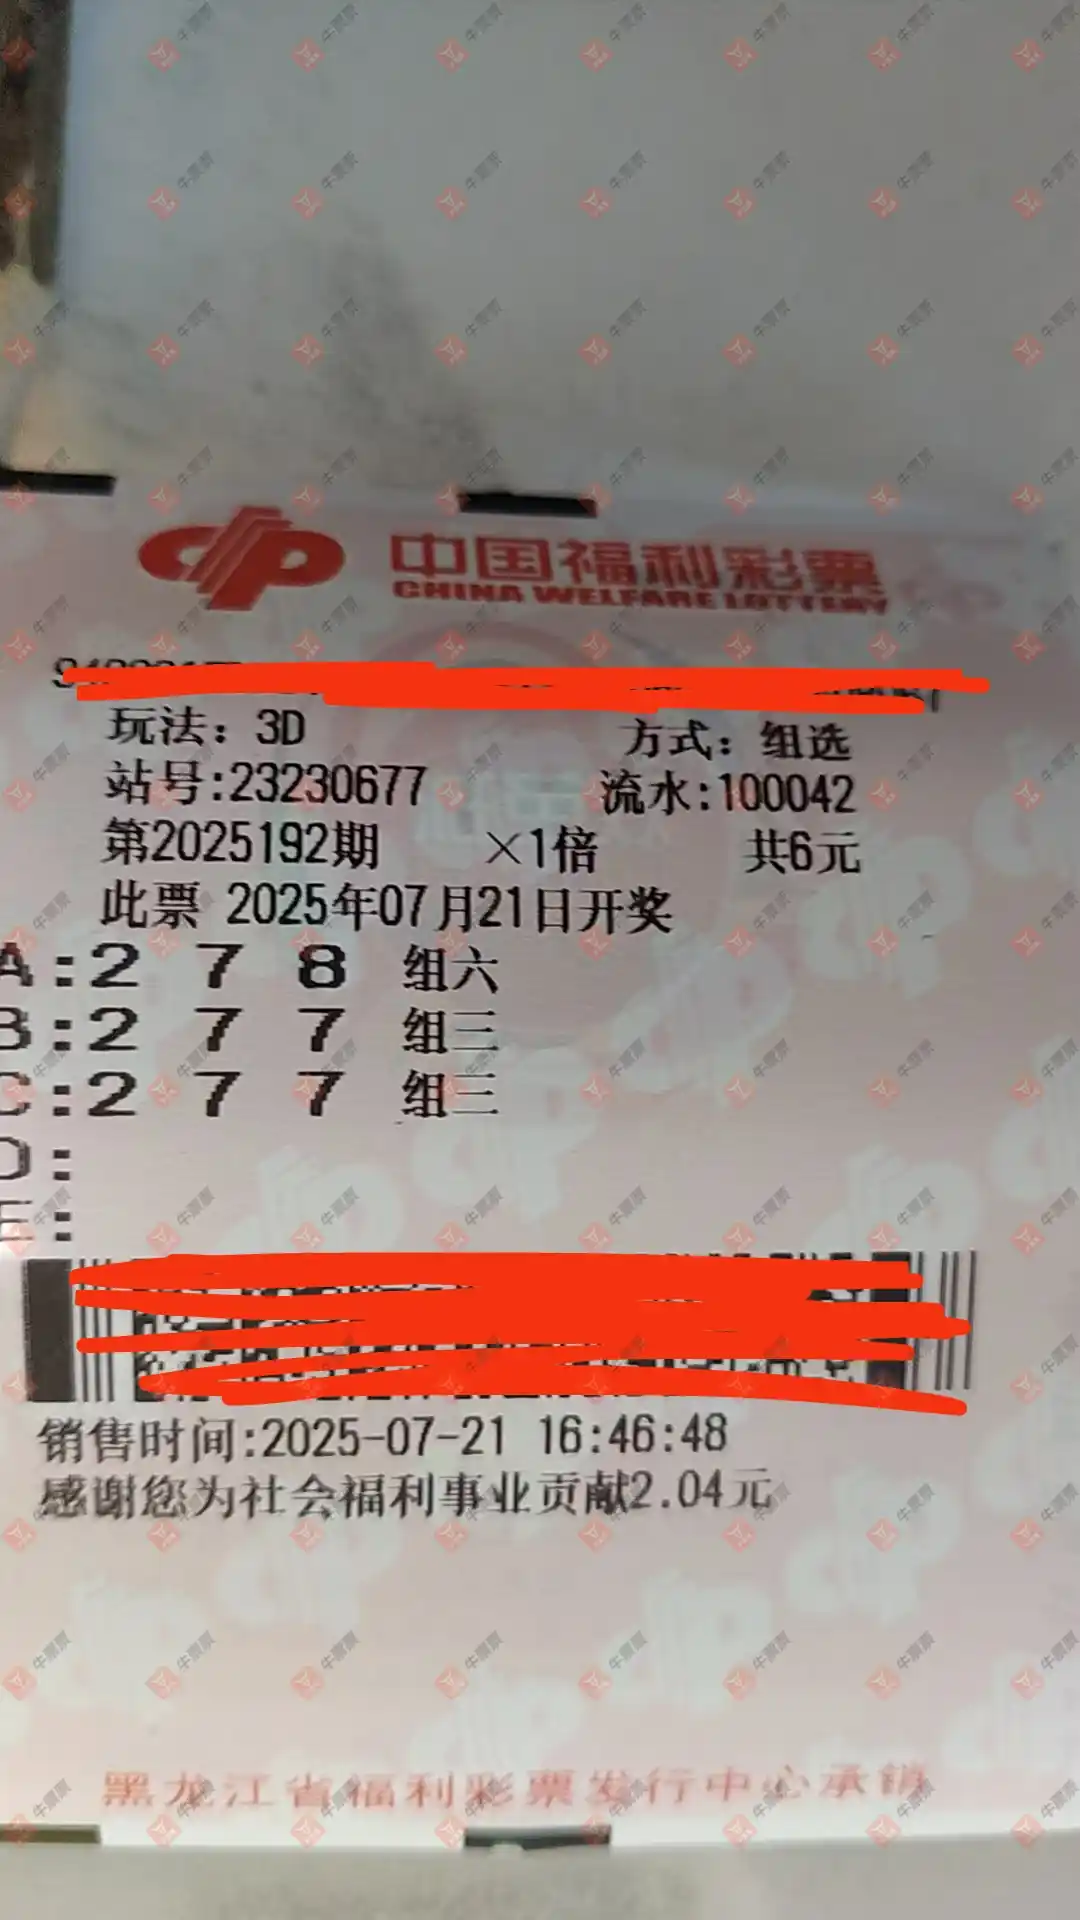 中国福利彩票
CHINA WELFARE LOTTERY
玩法：3D 方式：组选
站号:23230677 流水:100042
第2025192期 ×1倍 共6元
此票 2025年07月21日开奖
A:2 7 8 组六
B:2 7 7 组三
C:2 7 7 组三
D:
E:
销售时间:2025-07-21 16:46:48
感谢您为社会福利事业贡献2.04元
黑龙江省福利彩票发行中心承销
牛票票